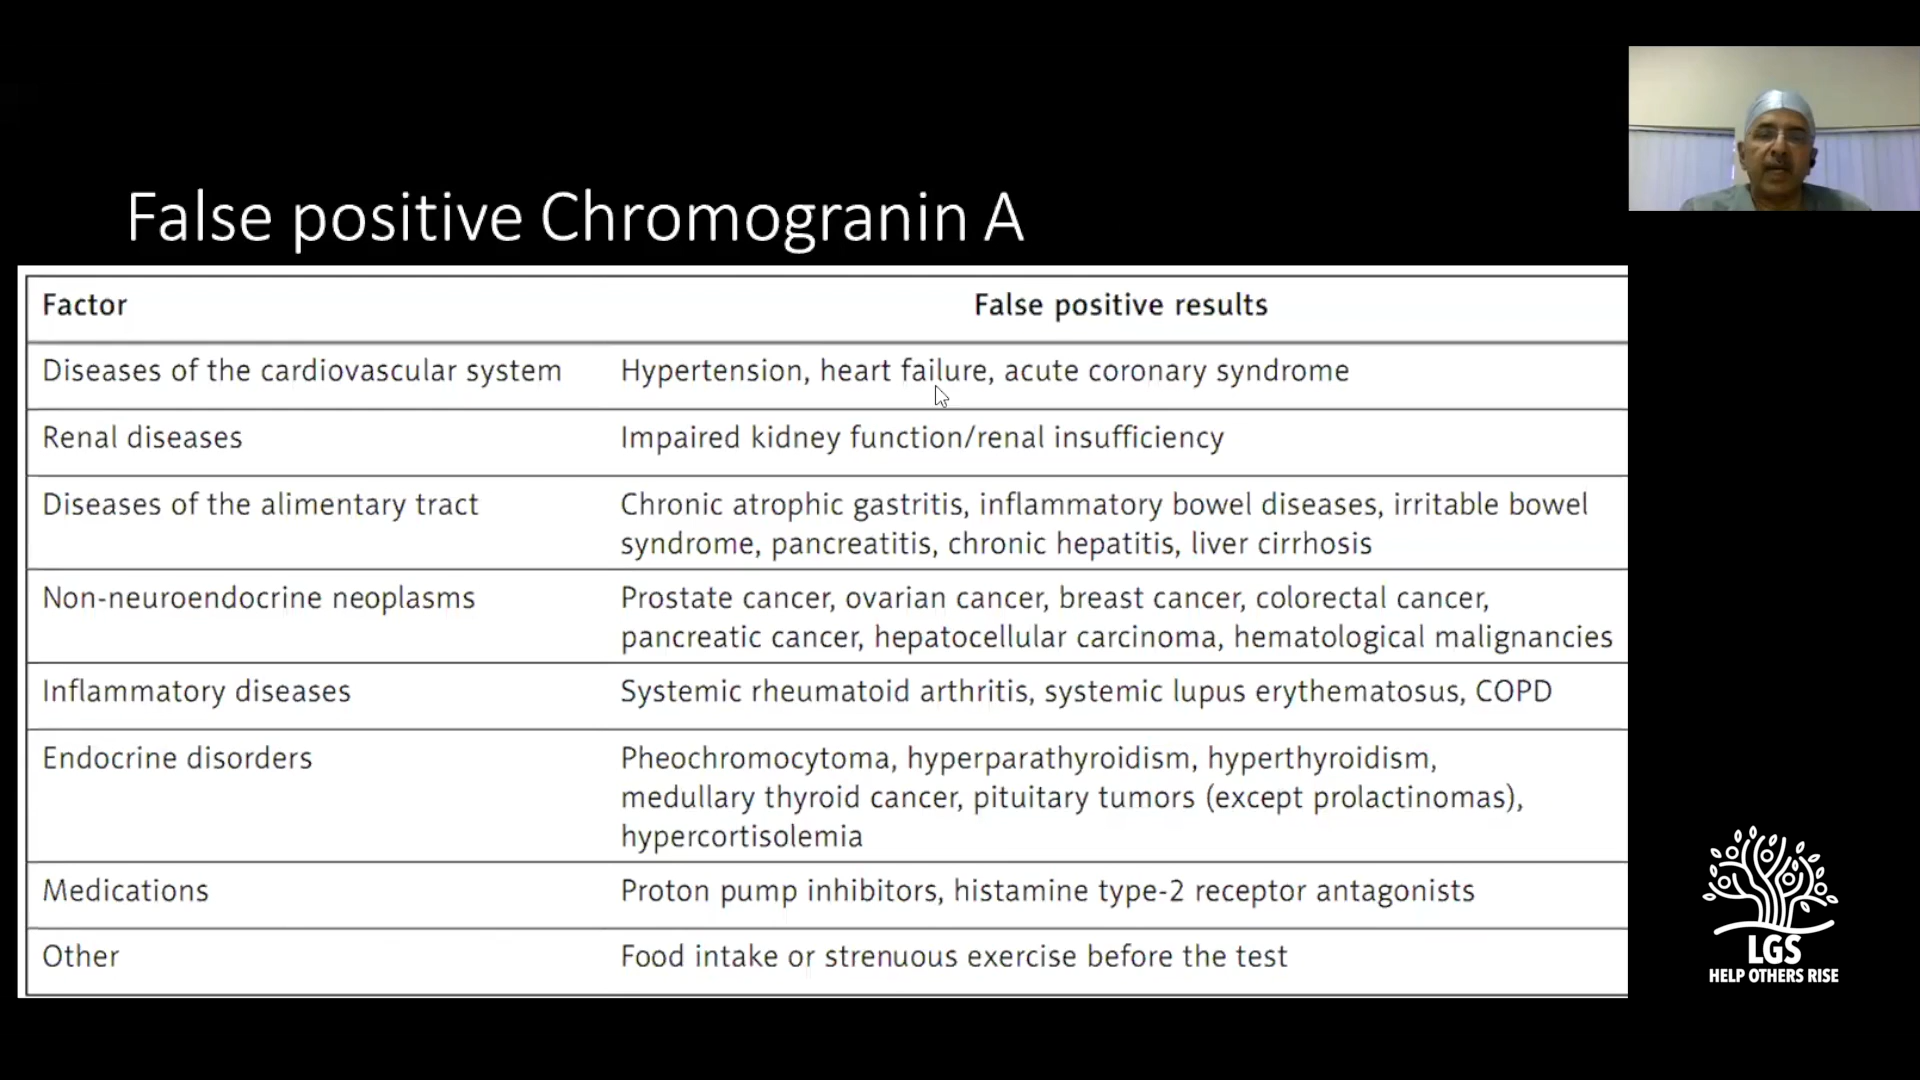 False positive Chromogranin A
Factor False positive results
Diseases of the cardiovascular system Hypertension, heart failure, acute coronary syndrome
Renal diseases Impaired kidney function/renal insufficiency
Diseases of the alimentary tract Chronic atrophic gastritis, inflammatory bowel diseases, irritable bowel
syndrome, pancreatitis, chronic hepatitis, liver cirrhosis
Non-neuroendocrine neoplasms Prostate cancer, ovarian cancer, breast cancer, colorectal cancer,
pancreatic cancer, hepatocellular carcinoma, hematological malignancies
Inflammatory diseases Systemic rheumatoid arthritis, systemic lupus erythematosus, COPD
Endocrine disorders Pheochromocytoma, hyperparathyroidism, hyperthyroidism,
medullary thyroid cancer, pituitary tumors (except prolactinomas),
hypercortisolemia
Medications Proton pump inhibitors, histamine type-2 receptor antagonists
Other Food intake or strenuous exercise before the test
LGS
HELP OTHERS RISE